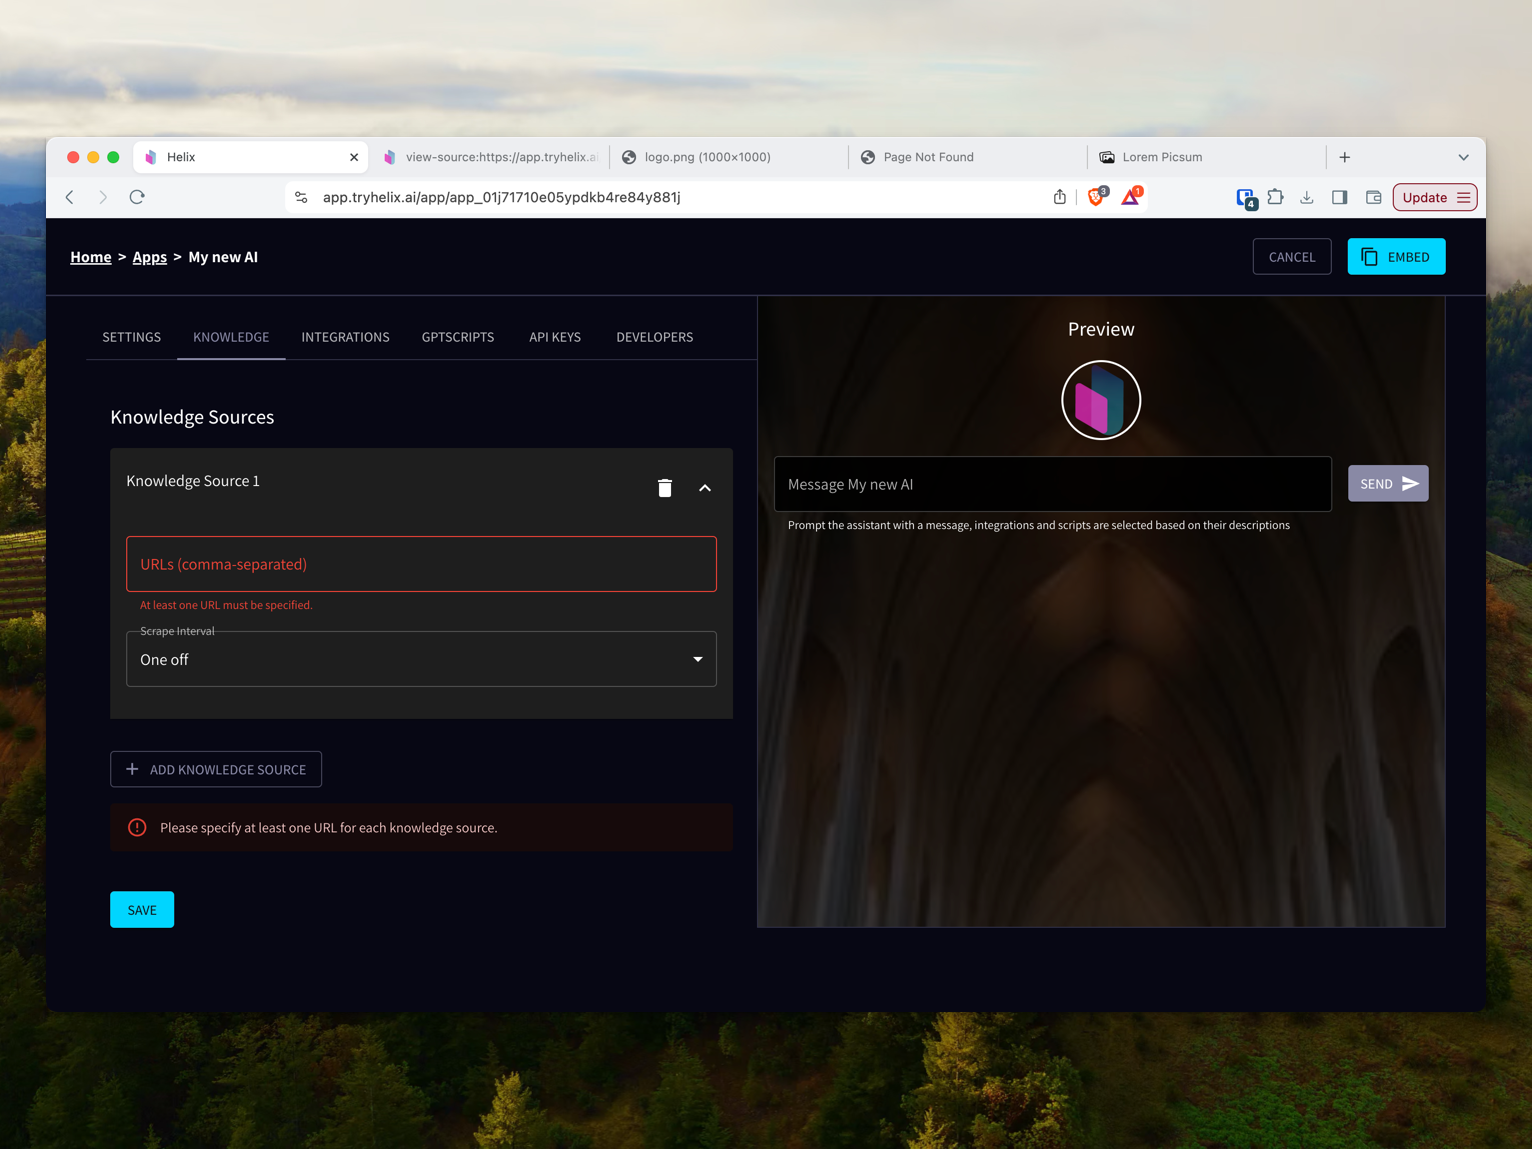 Helix
view-source:https://app.tryhelix.ai
logo.png (1000×1000)
Page Not Found
Lorem Picsum
app.tryhelix.ai/app/app_01j71710e05ypdkb4re84y881j
3
1
4
Update
Home > Apps > My new AI
CANCEL
EMBED
SETTINGS
KNOWLEDGE
INTEGRATIONS
GPTSCRIPTS
API KEYS
DEVELOPERS
Knowledge Sources
Knowledge Source 1
URLs (comma-separated)
At least one URL must be specified.
Scrape Interval
One off
ADD KNOWLEDGE SOURCE
Please specify at least one URL for each knowledge source.
SAVE
Preview
Message My new AI
SEND
Prompt the assistant with a message, integrations and scripts are selected based on their descriptions